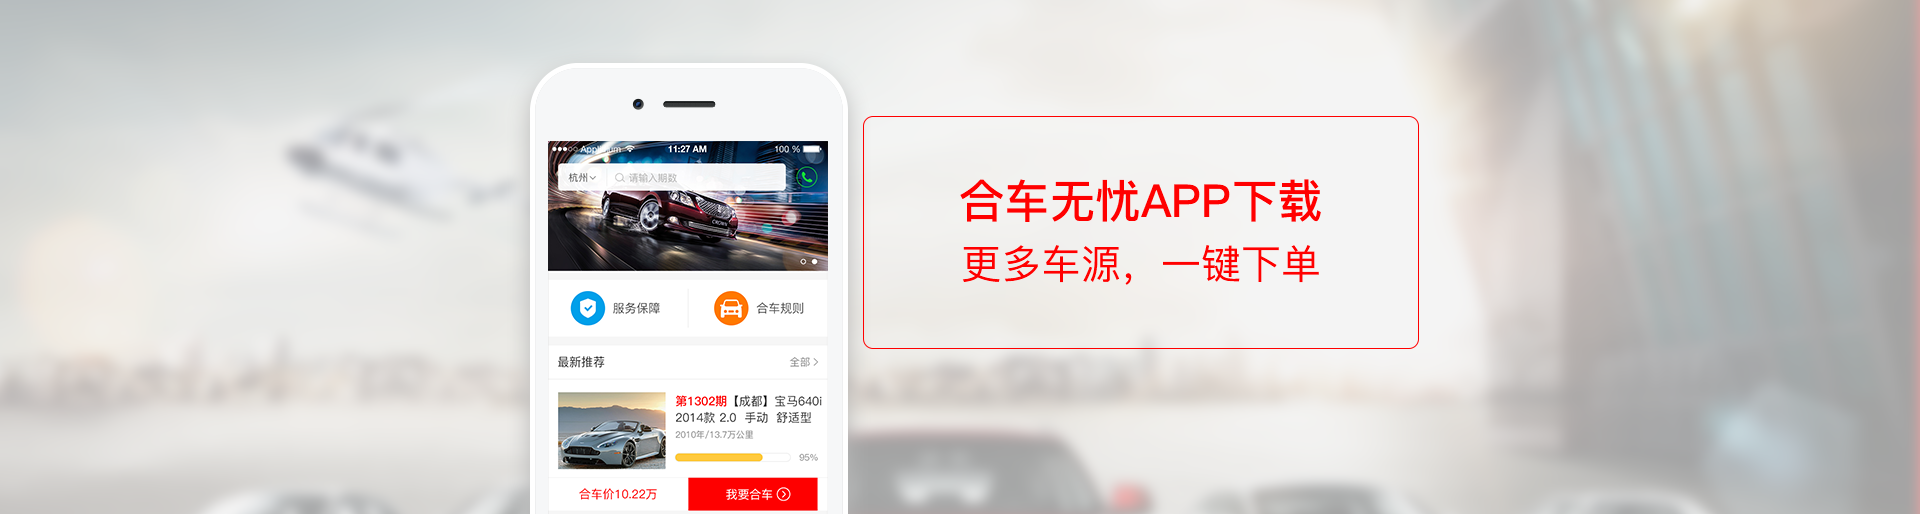 AppInium 11:27 AM 100 %
杭州 请输入期数
CROWN
服务保障 合车规则
最新推荐 全部
第1302期【成都】宝马640i
2014款 2.0 手动 舒适型
2010年/13.7万公里
95%
合车价10.22万 我要合车
合车无忧APP下载
更多车源，一键下单